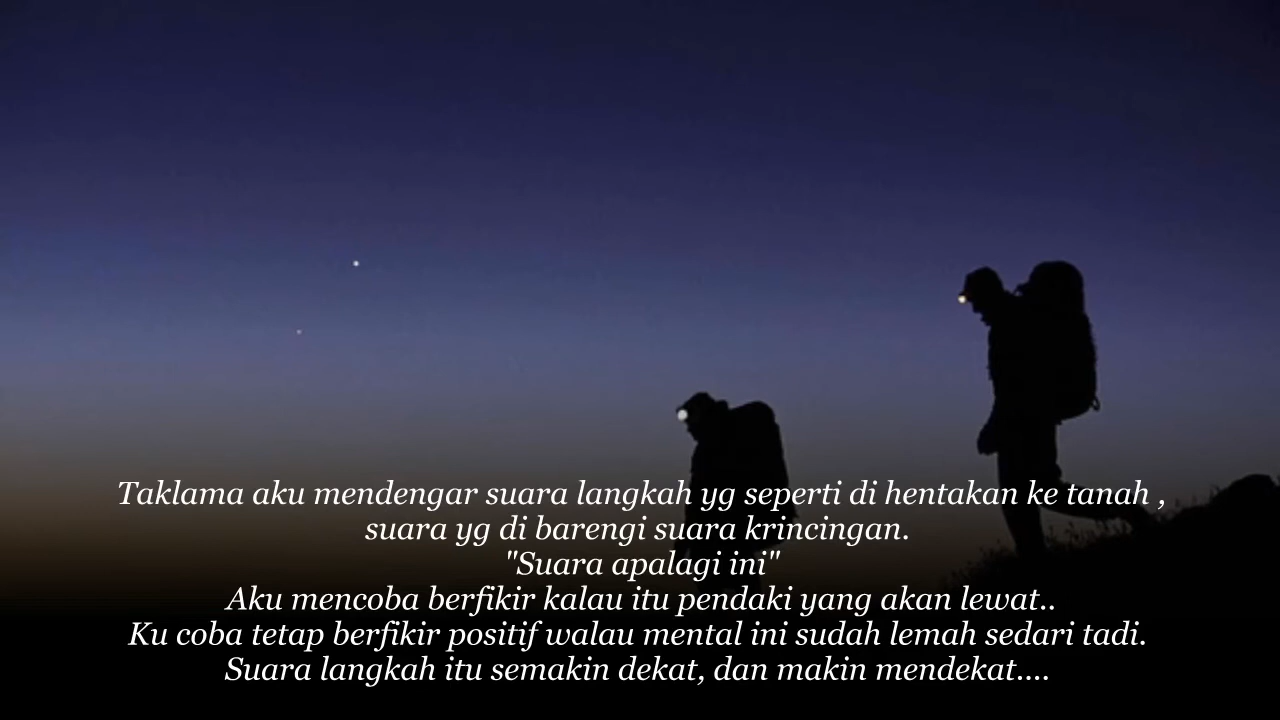 Taklama aku mendengar suara langkah yg seperti di hentakan ke tanah ,
suara yg di barengi suara krincingan.
"Suara apalagi ini"
Aku mencoba berfikir kalau itu pendaki yang akan lewat..
Ku coba tetap berfikir positif walau mental ini sudah lemah sedari tadi.
Suara langkah itu semakin dekat, dan makin mendekat....